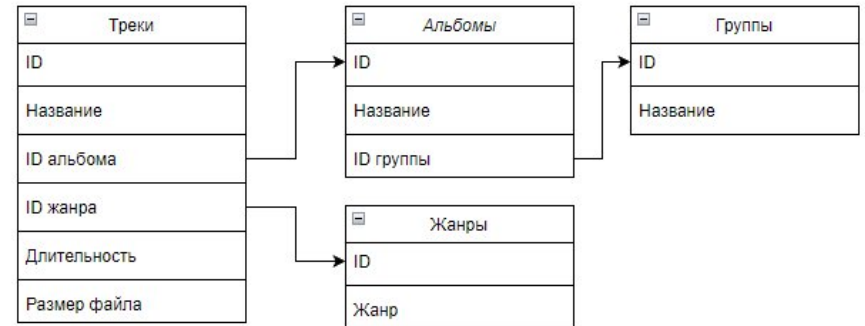 Треки
ID
Название
ID альбома
ID жанра
Длительность
Размер файла
Альбомы
ID
Название
ID группы
Группы
ID
Название
Жанры
ID
Жанр